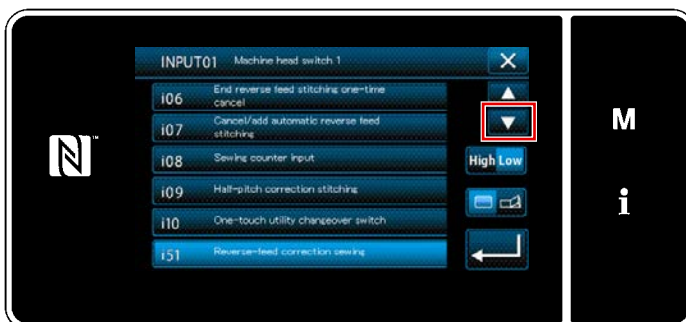 INPUT01 Machine head switch 1
i06 End reverse feed stitching one-time
cancel
i07 Cancel/add automatic reverse feed
stitching
i08 Sewing counter input
High Low
i09 Half-pitch correction stitching
i10 One-touch utility changeover switch
i51 Reverse-feed correction sewing
M
i